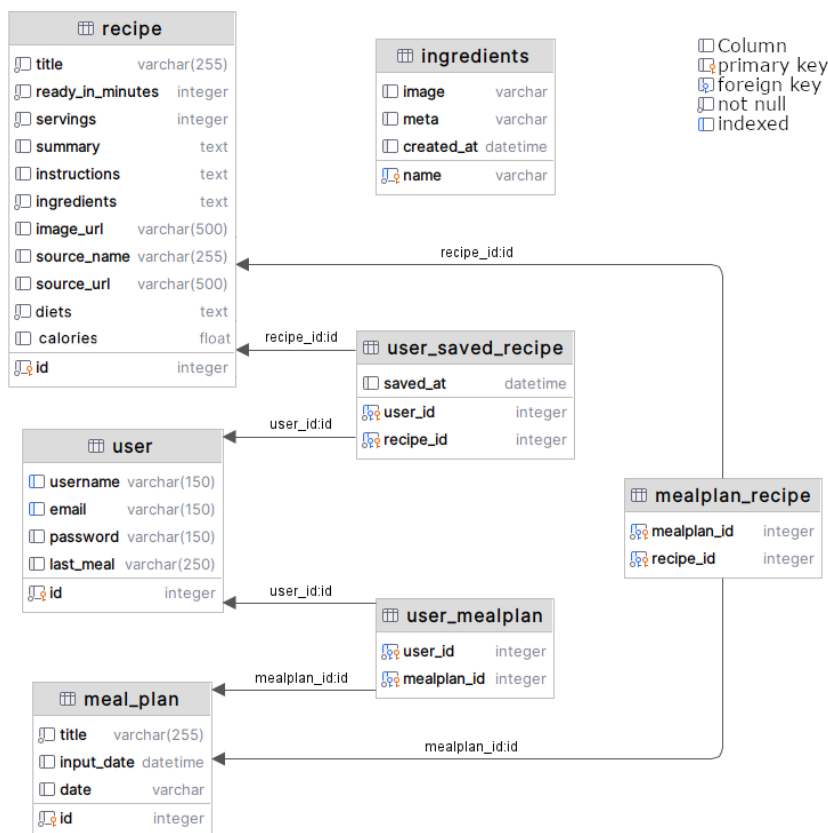 recipe
title varchar(255)
ready_in_minutes integer
servings integer
summary text
instructions text
ingredients text
image_url varchar(500)
source_name varchar(255)
source_url varchar(500)
diets text
calories float
id integer
ingredients
image varchar
meta varchar
created_at datetime
name varchar
Column
primary key
foreign key
not null
indexed
recipe_id:id
recipe_id:id
user_saved_recipe
saved_at datetime
user_id integer
recipe_id integer
user_id:id
user
username varchar(150)
email varchar(150)
password varchar(150)
last_meal varchar(250)
id integer
mealplan_recipe
mealplan_id integer
recipe_id integer
user_id:id
user_mealplan
user_id integer
mealplan_id integer
mealplan_id:id
meal_plan
title varchar(255)
input_date datetime
date varchar
id integer
mealplan_id:id